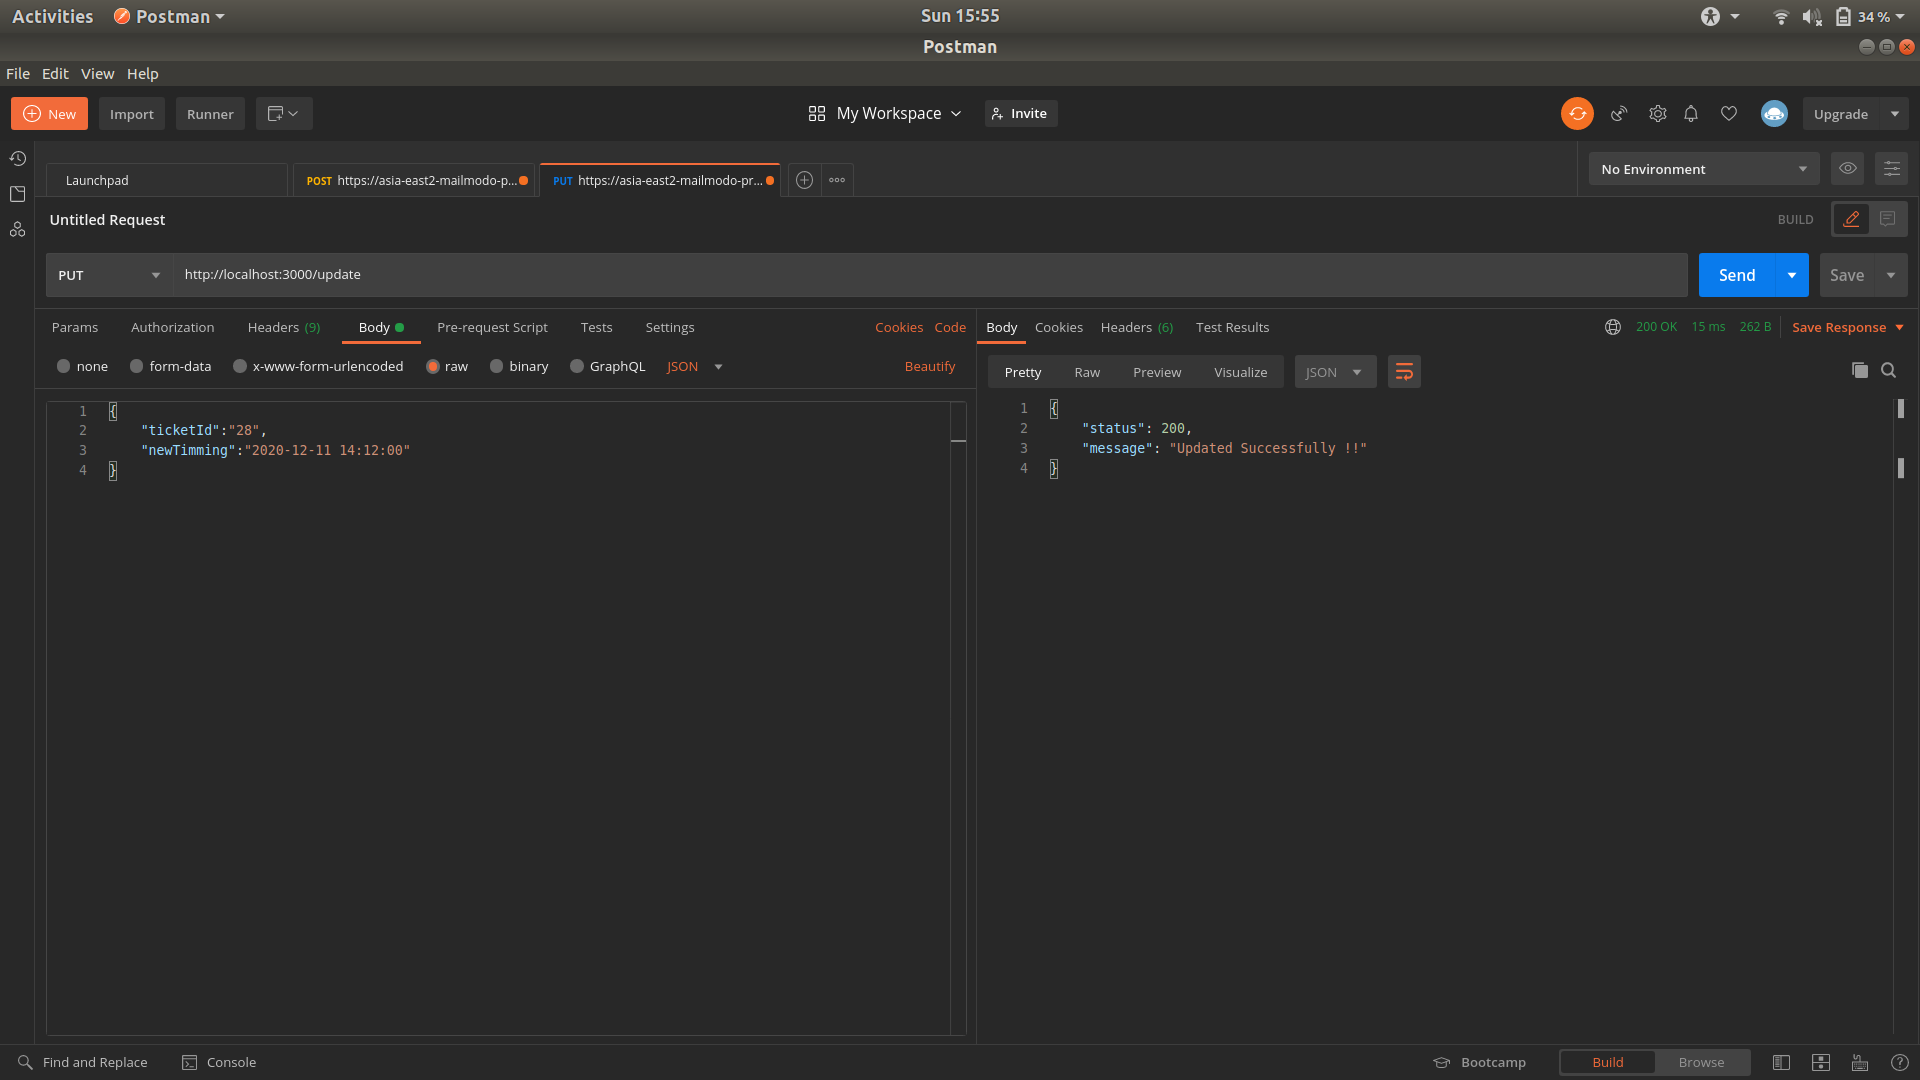 Activities Postman Sun 15:55 34 %
Postman
File Edit View Help
New Import Runner My Workspace Invite Upgrade
Launchpad POST https://asia-east2-mailmodo-p... PUT https://asia-east2-mailmodo-pr... ooo No Environment
Untitled Request BUILD
PUT http://localhost:3000/update Send Save
Params Authorization Headers (9) Body Pre-request Script Tests Settings Cookies Code
none form-data x-www-form-urlencoded raw binary GraphQL JSON Beautify
1 {
2 "ticketId":"28",
3 "newTimming":"2020-12-11 14:12:00"
4 }
Body Cookies Headers (6) Test Results 200 OK 15 ms 262 B Save Response
Pretty Raw Preview Visualize JSON
1 {
2 "status": 200,
3 "message": "Updated Successfully !!"
4 }
Find and Replace Console Bootcamp Build Browse